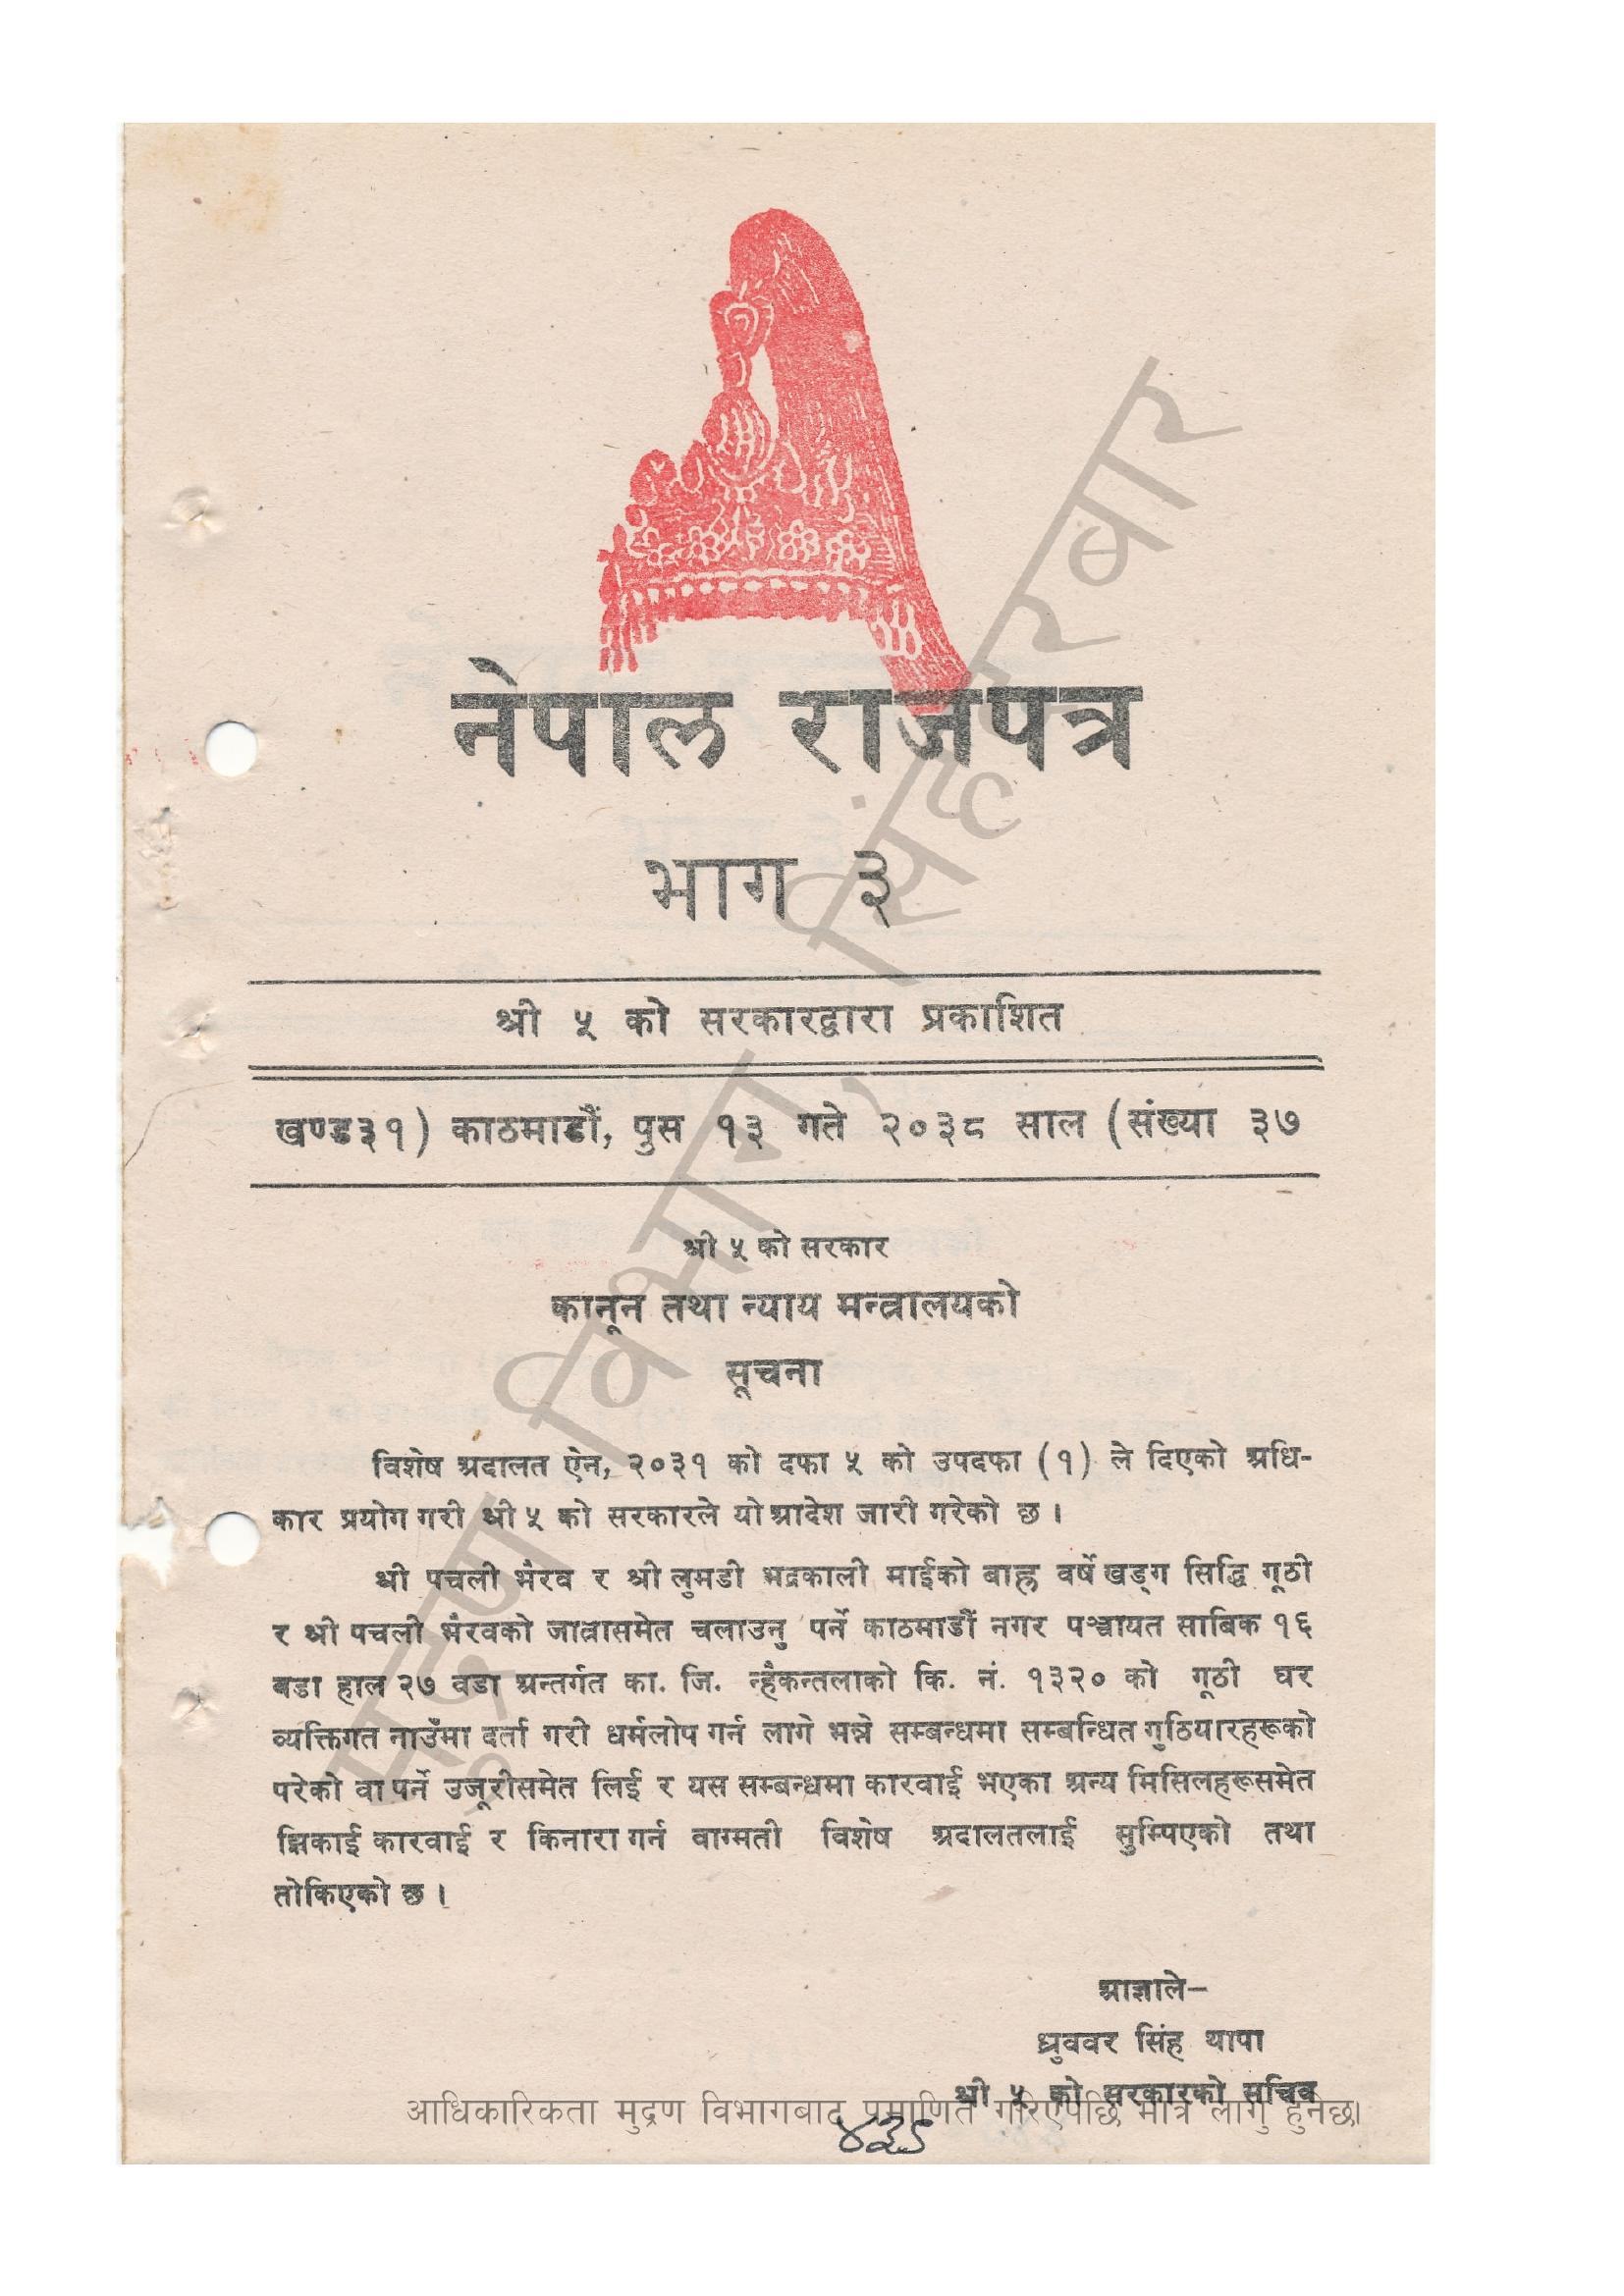 नेपाल राजपत्र
भाग ३
श्री ५ को सरकारद्वारा प्रकाशित
खण्ड३१) काठमाडौं, पुस १३ गते २०३८ साल (संख्या ३७
श्री ५ को सरकार
कानून तथा न्याय मन्त्रालयको
सूचना
विशेष अदालत ऐन, २०३१ को दफा ५ को उपदफा (१) ले दिएको अधि-
कार प्रयोग गरी श्री ५ को सरकारले यो आदेश जारी गरेको छ ।
श्री पचली भैरव र श्री लुमडी भद्रकाली माईको बाह्र वर्षे खड्ग सिद्धि गूठी
र श्री पचली भैरवको जात्रासमेत चलाउनु पर्ने काठमाडौं नगर पञ्चायत साबिक १६
वडा हाल २७ वडा अन्तर्गत का. जि. न्हैकन्तलाको कि. नं. १३२० को गूठी घर
व्यक्तिगत नाउँमा दर्ता गरी धर्मलोप गर्न लागे भन्ने सम्बन्धमा सम्बन्धित गुठियारहरूको
परेको वा पर्ने उजूरीसमेत लिई र यस सम्बन्धमा कारवाई भएका अन्य मिसिलहरूसमेत
झिकाई कारवाई र किनारा गर्न वाग्मती विशेष अदालतलाई सुम्पिएको तथा
तोकिएको छ ।
आज्ञाले–
ध्रुववर सिंह थापा
श्री ५ को सरकारको सचिव
आधिकारिकता मुद्रण विभागबाट प्रमाणित गरिएपछि मात्र लागु हुनेछ।
४३८
मुद्रण विभाग, सिंहदरवार